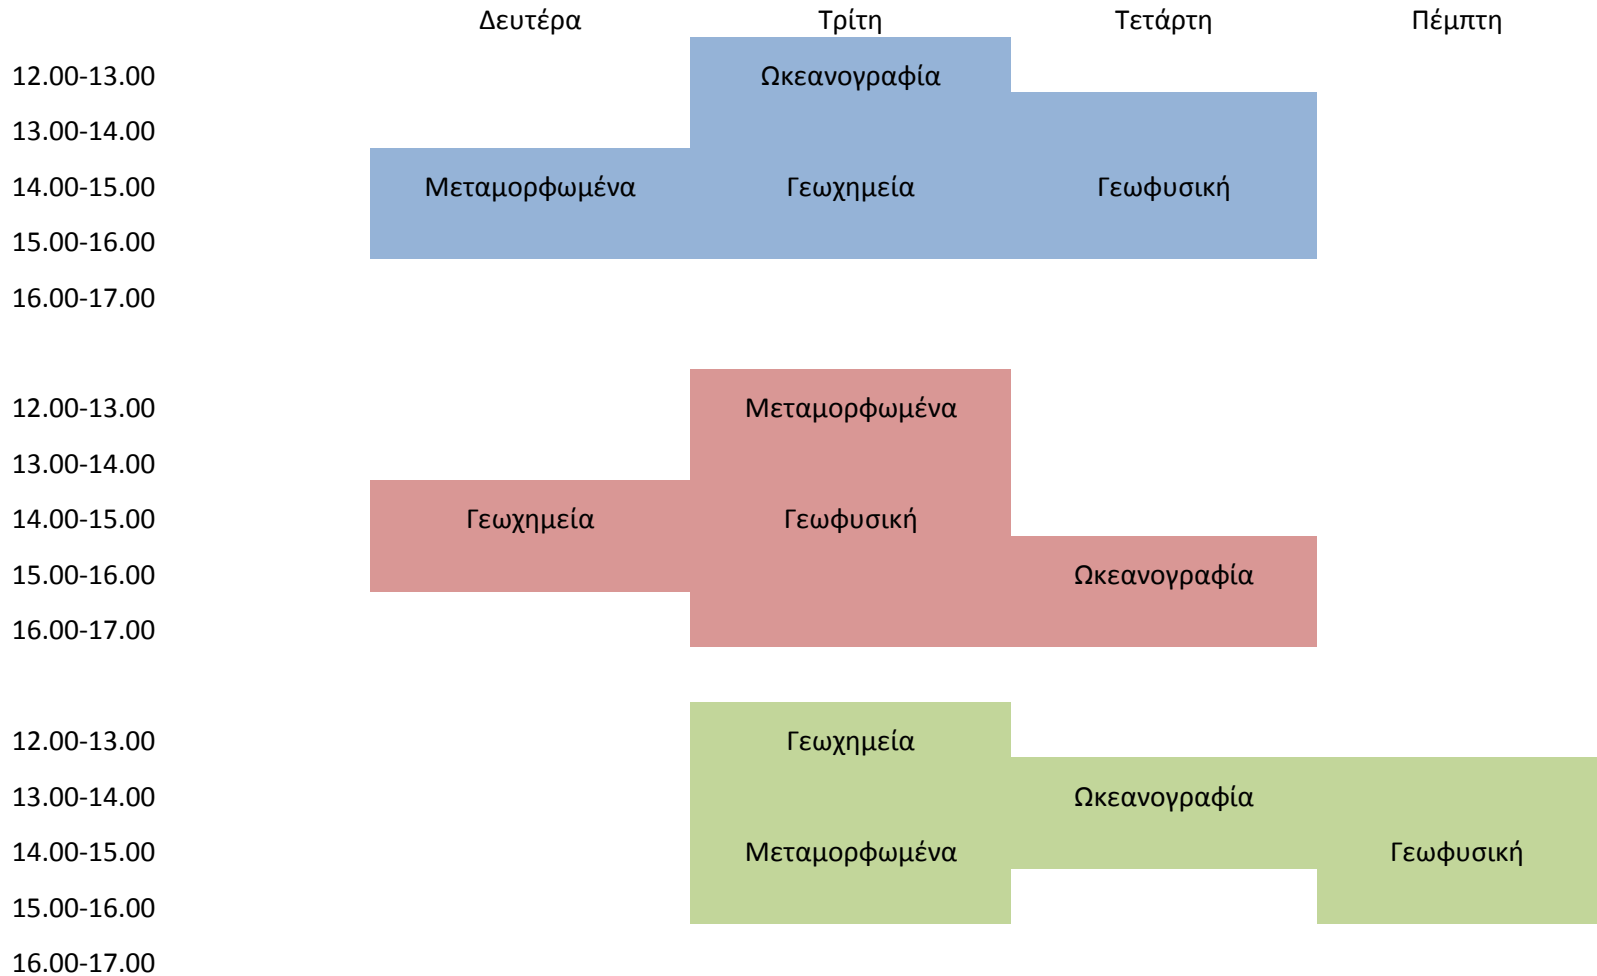 Δευτέρα Τρίτη Τετάρτη Πέμπτη
12.00-13.00 Ωκεανογραφία
13.00-14.00
14.00-15.00 Μεταμορφωμένα Γεωχημεία Γεωφυσική
15.00-16.00
16.00-17.00
12.00-13.00 Μεταμορφωμένα
13.00-14.00
14.00-15.00 Γεωχημεία Γεωφυσική
15.00-16.00 Ωκεανογραφία
16.00-17.00
12.00-13.00 Γεωχημεία
13.00-14.00 Ωκεανογραφία
14.00-15.00 Μεταμορφωμένα Γεωφυσική
15.00-16.00
16.00-17.00